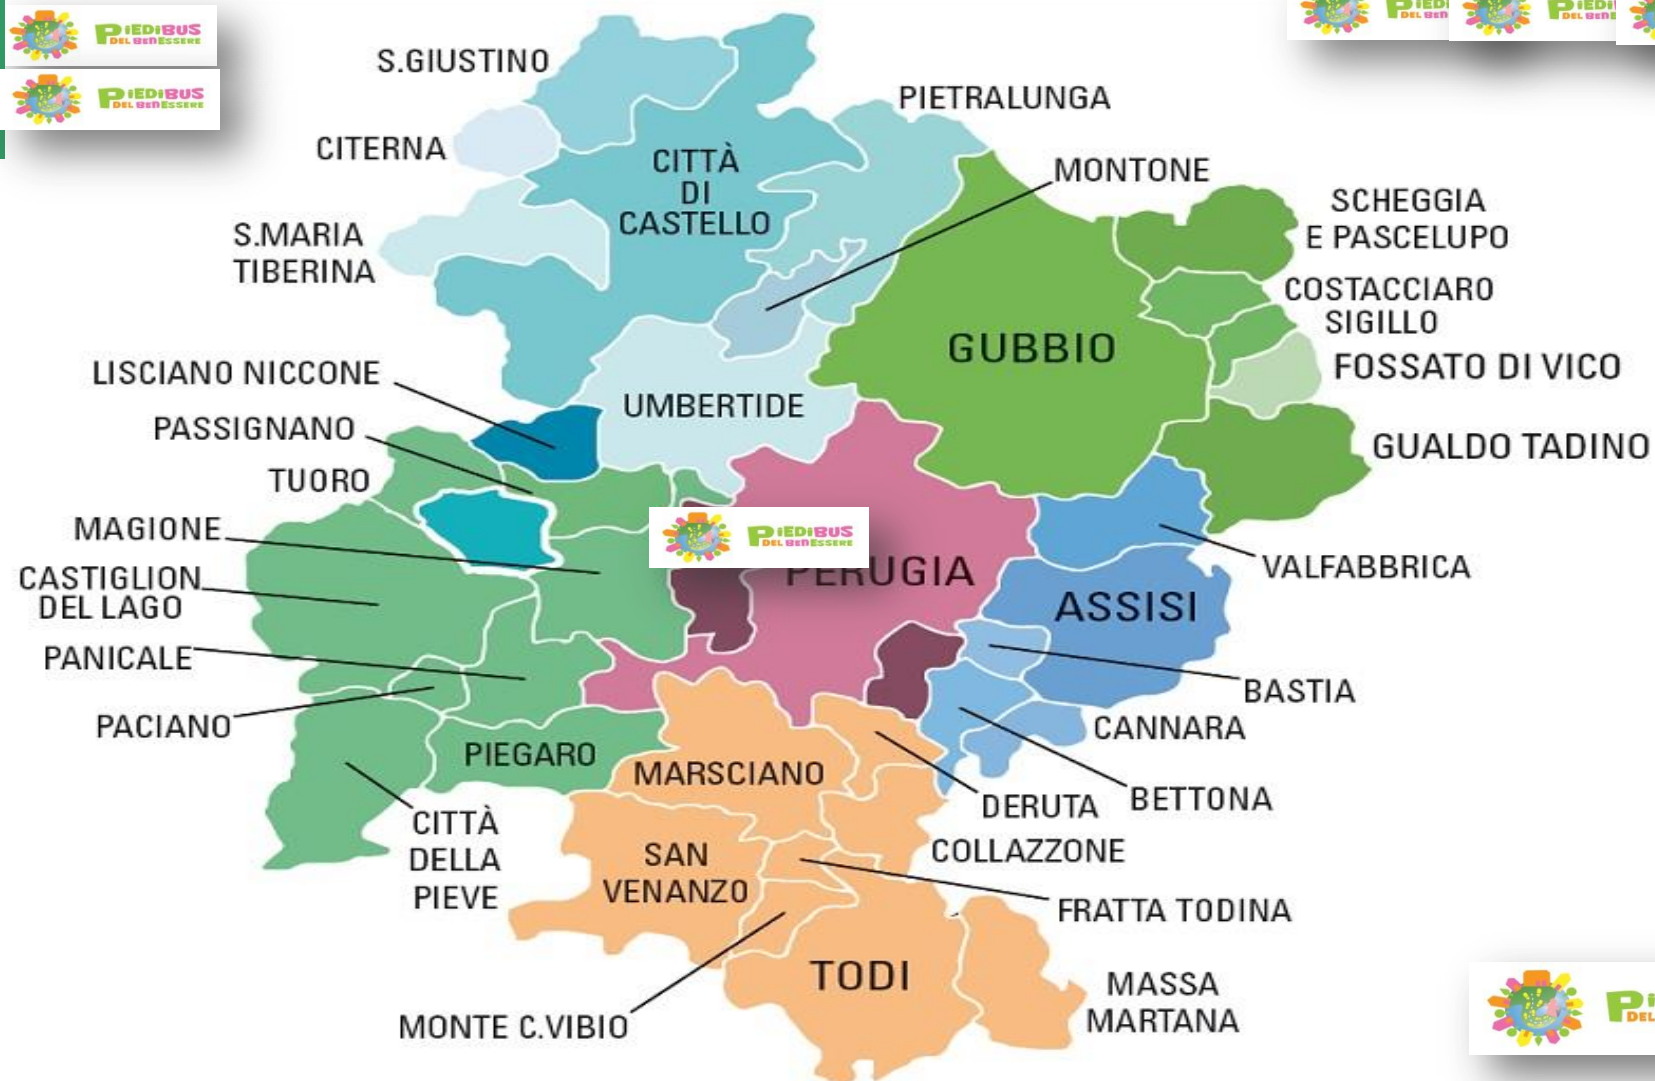 PiEDiBUS
DEL BENESSERE
PiEDiBUS
DEL BENESSERE
S.GIUSTINO
PIETRALUNGA
CITERNA
CITTÀ
DI
CASTELLO
MONTONE
SCHEGGIA
E PASCELUPO
S.MARIA
TIBERINA
COSTACCIARO
SIGILLO
GUBBIO
FOSSATO DI VICO
LISCIANO NICCONE
UMBERTIDE
PASSIGNANO
GUALDO TADINO
TUORO
MAGIONE
PiEDiBUS
DEL BENESSERE
PERUGIA
VALFABBRICA
CASTIGLION
DEL LAGO
ASSISI
PANICALE
BASTIA
PACIANO
CANNARA
PIEGARO
MARSCIANO
DERUTA
BETTONA
CITTÀ
DELLA
PIEVE
COLLAZZONE
SAN
VENANZO
FRATTA TODINA
TODI
MASSA
MARTANA
MONTE C.VIBIO